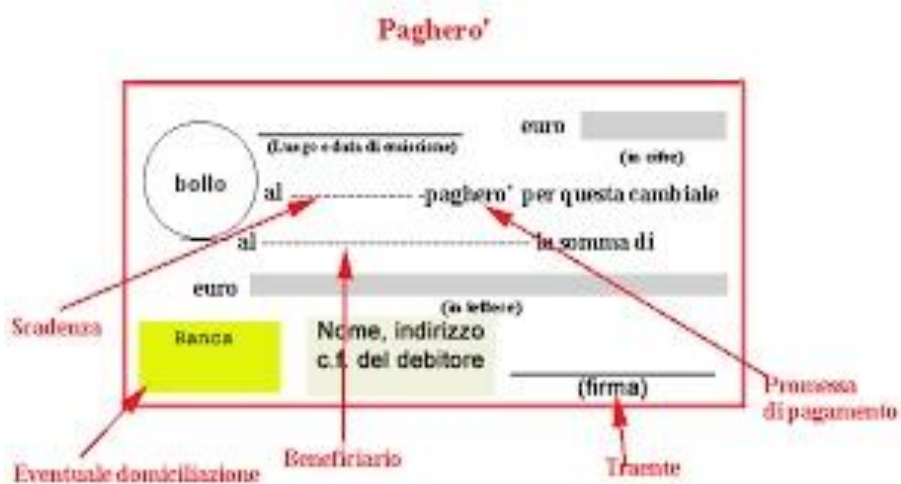 Paghero'
euro
(Luogo e data di emissione)
(in cifre)
bollo
al -paghero' per questa cambiale
al la somma di
euro
(in lettere)
Scadenza
Banca
Nome, indirizzo
c.f. del debitore
(firma)
Promessa
di pagamento
Eventuale domiciliazione
Beneficiario
Traente